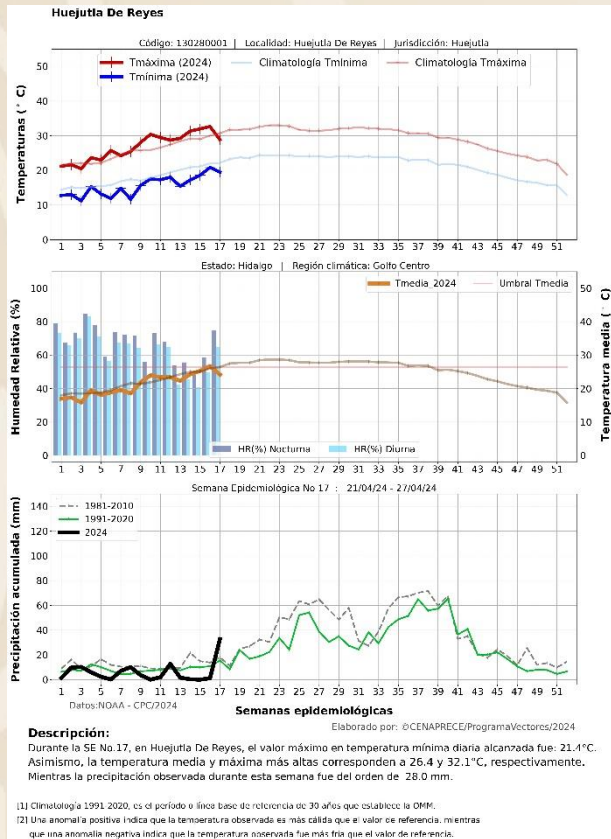 Huejutla De Reyes
Código: 130280001 | Localidad: Huejutla De Reyes | Jurisdicción: Huejutla
Temperaturas (° C)
50
40
30
20
10
0
Tmáxima (2024)
Tmínima (2024)
Climatología Tmínima
Climatología Tmáxima
1 3 5 7 9 11 13 15 17 19 21 23 25 27 29 31 33 35 37 39 41 43 45 47 49 51
Estado: Hidalgo | Región climática: Golfo Centro
Humedad Relativa (%)
100
80
60
40
20
0
Tmedia_2024
Umbral Tmedia
HR(%) Nocturna
HR(%) Diurna
50
40
30
20
10
0
Temperatura media (° C)
1 3 5 7 9 11 13 15 17 19 21 23 25 27 29 31 33 35 37 39 41 43 45 47 49 51
Semana Epidemiológica No 17 : 21/04/24 - 27/04/24
Precipitación acumulada (mm)
140
120
100
80
60
40
20
0
1981-2010
1991-2020
2024
1 3 5 7 9 11 13 15 17 19 21 23 25 27 29 31 33 35 37 39 41 43 45 47 49 51
Datos:NOAA - CPC/2024
Semanas epidemiológicas
Elaborado por: ©CENAPRECE/ProgramaVectores/2024
Descripción:
Durante la SE No.17, en Huejutla De Reyes, el valor máximo en temperatura mínima diaria alcanzada fue: 21.4°C.
Asimismo, la temperatura media y máxima más altas corresponden a 26.4 y 32.1°C, respectivamente.
Mientras la precipitación observada durante esta semana fue del orden de 28.0 mm.
[1] Climatología 1991-2020, es el período o línea base de referencia de 30 años que establece la OMM.
[2] Una anomalía positiva indica que la temperatura observada es más cálida que el valor de referencia, mientras
que una anomalía negativa indica que la temperatura observada fue más fría que el valor de referencia.